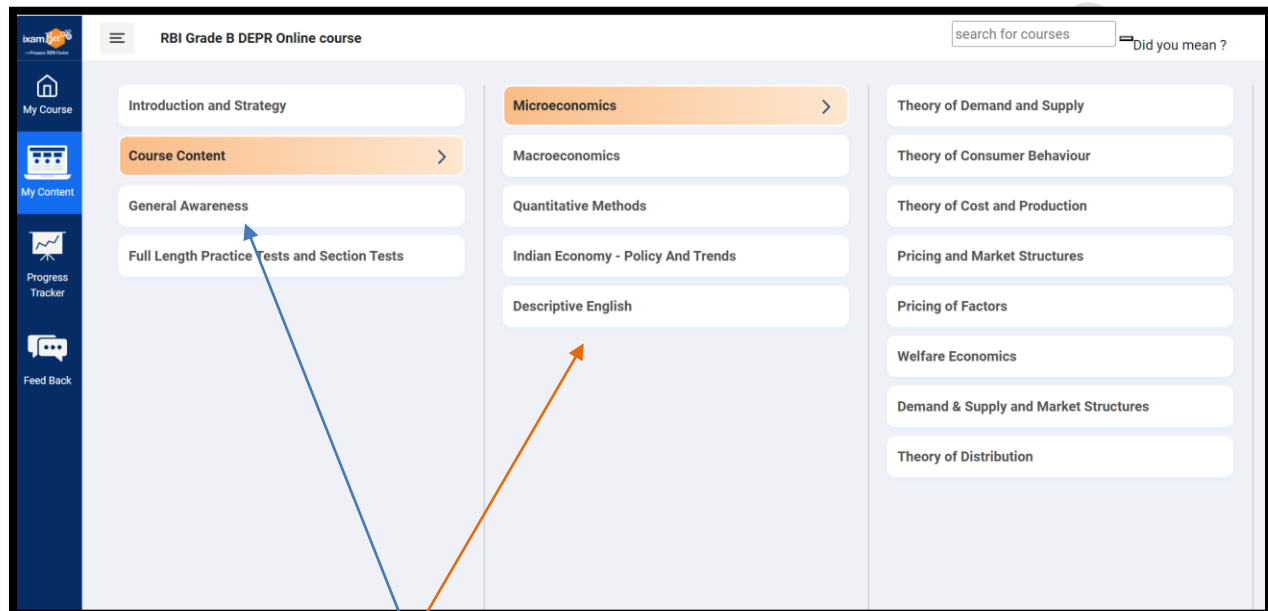 ixamBee
RBI Grade B DEPR Online course
search for courses
Did you mean ?
My Course
My Content
Progress
Tracker
Feed Back
Introduction and Strategy
Course Content
General Awareness
Full Length Practice Tests and Section Tests
Microeconomics
Macroeconomics
Quantitative Methods
Indian Economy - Policy And Trends
Descriptive English
Theory of Demand and Supply
Theory of Consumer Behaviour
Theory of Cost and Production
Pricing and Market Structures
Pricing of Factors
Welfare Economics
Demand & Supply and Market Structures
Theory of Distribution